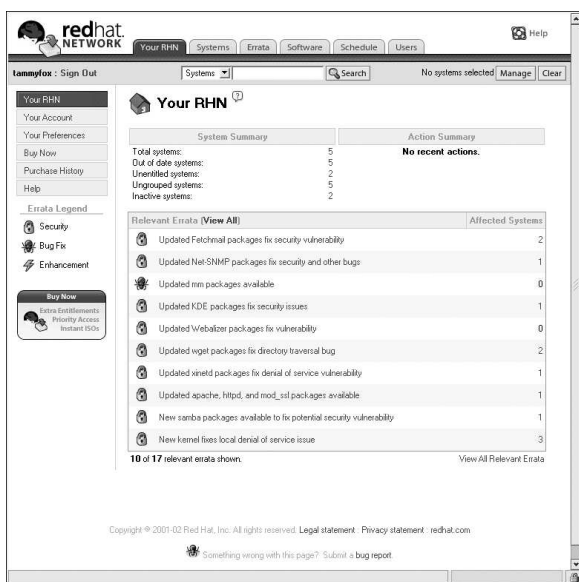 redhat.
NETWORK
Your RHN Systems Errata Software Schedule Users
Help
tammyfox : Sign Out
Systems
Search
No systems selected Manage Clear
Your RHN
Your Account
Your Preferences
Buy Now
Purchase History
Help
Errata Legend
Security
Bug Fix
Enhancement
Buy Now
Extra Entitlements
Priority Access
Instant ISOs
Your RHN ?
System Summary
Total systems: 5
Out of date systems: 5
Unentitled systems: 2
Ungrouped systems: 5
Inactive systems: 2
Action Summary
No recent actions.
Relevant Errata (View All) Affected Systems
Updated Fetchmail packages fix security vulnerability 2
Updated Net-SNMP packages fix security and other bugs 1
Updated mm packages available 0
Updated KDE packages fix security issues 1
Updated Webalizer packages fix vulnerability 0
Updated wget packages fix directory traversal bug 2
Updated xinetd packages fix denial of service vulnerability 1
Updated apache, httpd, and mod_ssl packages available 1
New samba packages available to fix potential security vulnerability 1
New kernel fixes local denial of service issue 3
10 of 17 relevant errata shown. View All Relevant Errata
Copyright © 2001-02 Red Hat, Inc. All rights reserved. Legal statement : Privacy statement : redhat.com
Something wrong with this page? Submit a bug report.